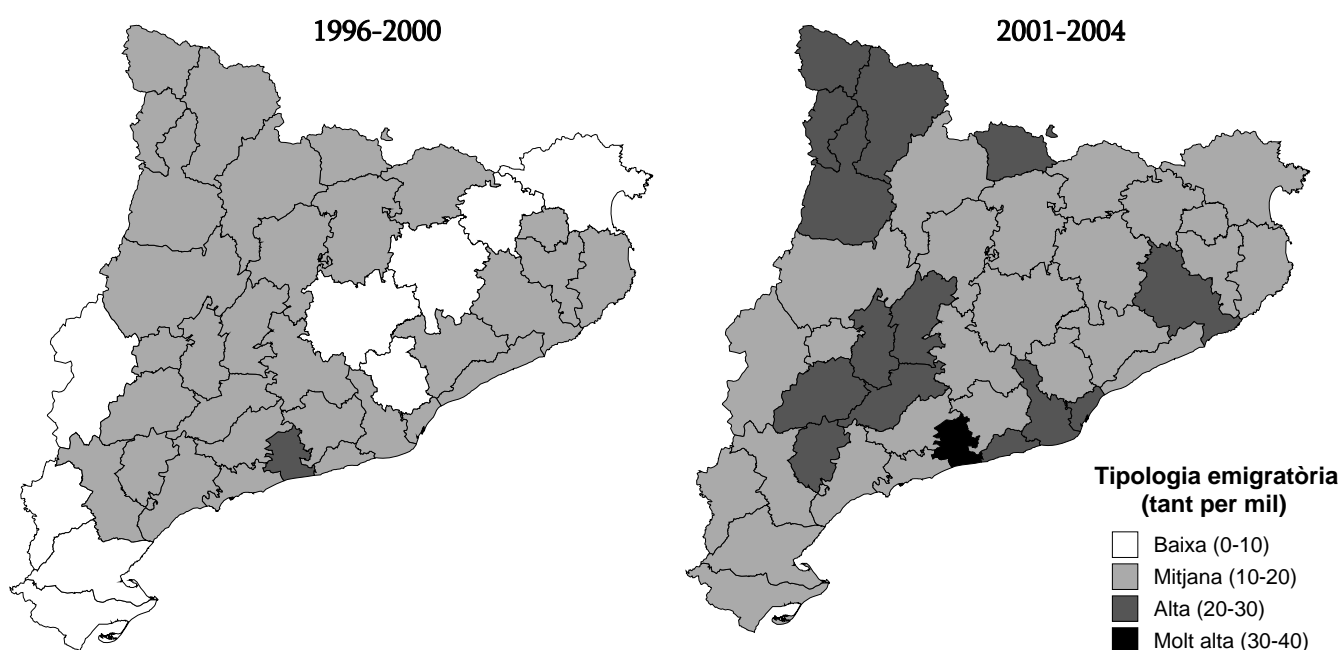 1996-2000
2001-2004
Tipologia emigratòria
(tant per mil)
Baixa (0-10)
Mitjana (10-20)
Alta (20-30)
Molt alta (30-40)